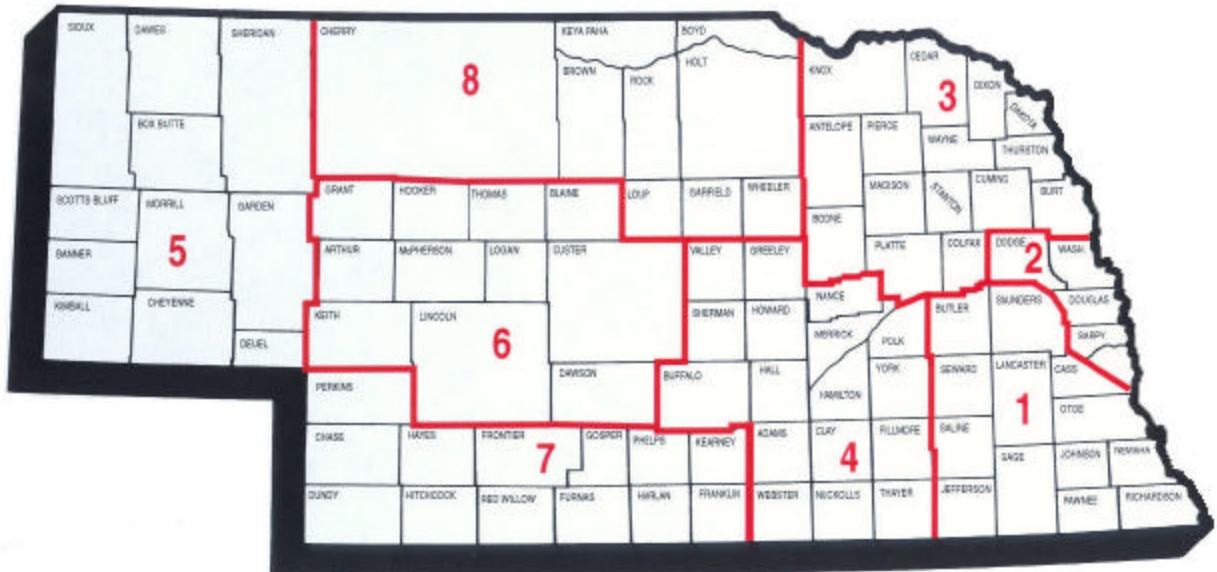 SIOUX
DAWES
SHERIDAN
CHERRY
KEYA PAHA
BOYD
8
BROWN
ROCK
HOLT
KNOX
CEDAR
3
DIXON
DAKOTA
BOX BUTTE
ANTELOPE
PIERCE
WAYNE
THURSTON
SCOTTS BLUFF
MORRILL
GARDEN
GRANT
HOOKER
THOMAS
BLAINE
LOUP
GARFIELD
WHEELER
MADISON
STANTON
CUMING
BURT
BOONE
5
BANNER
ARTHUR
McPHERSON
LOGAN
CUSTER
VALLEY
GREELEY
PLATTE
COLFAX
DODGE
2
WASH.
KIMBALL
CHEYENNE
DEUEL
KEITH
LINCOLN
6
SHERMAN
HOWARD
NANCE
MERRICK
POLK
BUTLER
SAUNDERS
DOUGLAS
SARPY
PERKINS
DAWSON
BUFFALO
HALL
HAMILTON
YORK
SEWARD
LANCASTER
CASS
1
OTOE
CHASE
HAYES
FRONTIER
7
GOSPER
PHELPS
KEARNEY
ADAMS
CLAY
4
FILLMORE
SALINE
GAGE
JOHNSON
NEMAHA
DUNDY
HITCHCOCK
RED WILLOW
FURNAS
HARLAN
FRANKLIN
WEBSTER
NUCKOLLS
THAYER
JEFFERSON
PAWNEE
RICHARDSON